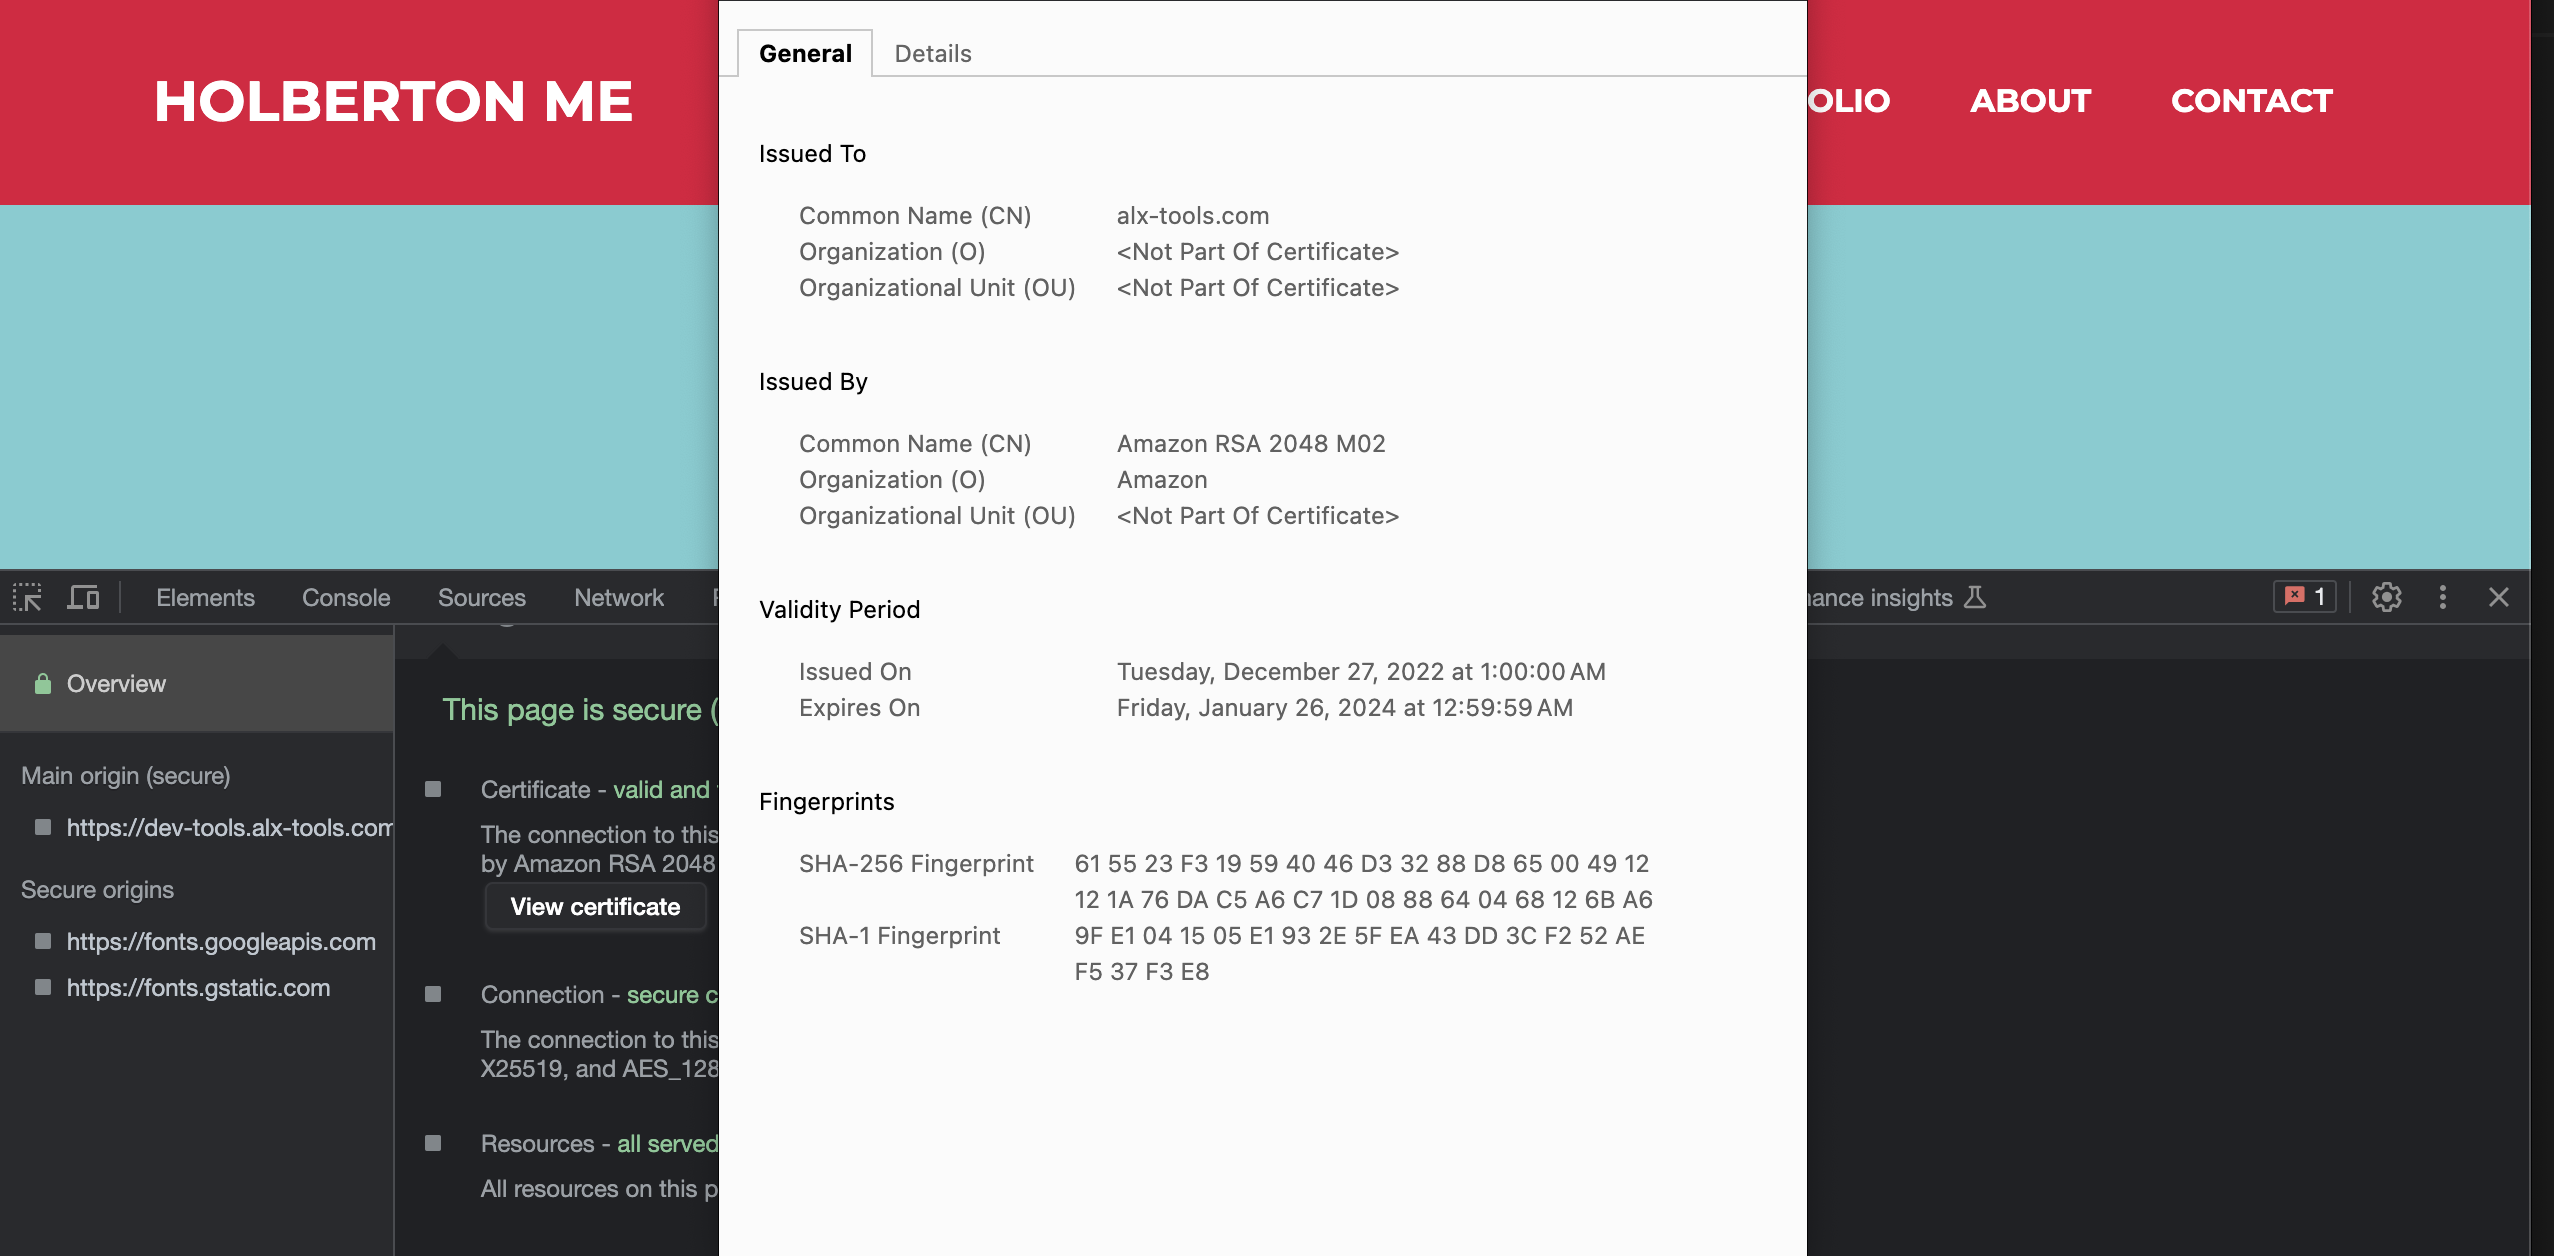 HOLBERTON ME
ABOUT
CONTACT
General
Details
Issued To
Common Name (CN) alx-tools.com
Organization (O) <Not Part Of Certificate>
Organizational Unit (OU) <Not Part Of Certificate>
Issued By
Common Name (CN) Amazon RSA 2048 M02
Organization (O) Amazon
Organizational Unit (OU) <Not Part Of Certificate>
Validity Period
Issued On Tuesday, December 27, 2022 at 1:00:00 AM
Expires On Friday, January 26, 2024 at 12:59:59 AM
Fingerprints
SHA-256 Fingerprint 61 55 23 F3 19 59 40 46 D3 32 88 D8 65 00 49 12
12 1A 76 DA C5 A6 C7 1D 08 88 64 04 68 12 6B A6
SHA-1 Fingerprint 9F E1 04 15 05 E1 93 2E 5F EA 43 DD 3C F2 52 AE
F5 37 F3 E8
Elements Console Sources Network
insights 1
Overview
Main origin (secure)
https://dev-tools.alx-tools.com
Secure origins
https://fonts.googleapis.com
https://fonts.gstatic.com
This page is secure (
Certificate - valid and
The connection to this
by Amazon RSA 2048
View certificate
Connection - secure
The connection to this
X25519, and AES_128
Resources - all served
All resources on this